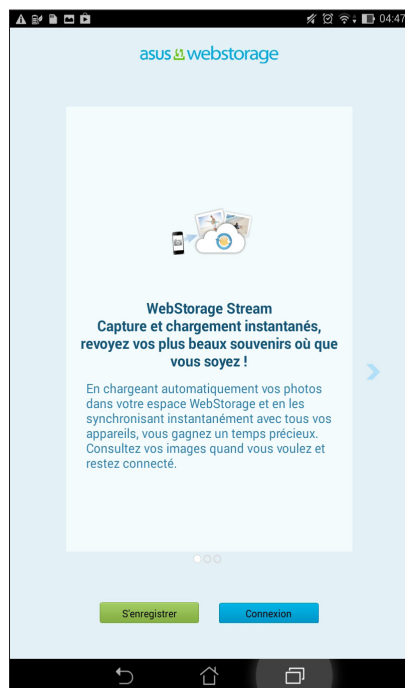 04:47
asus webstorage
WebStorage Stream
Capture et chargement instantanés,
revoyez vos plus beaux souvenirs où que
vous soyez !
En chargeant automatiquement vos photos
dans votre espace WebStorage et en les
synchronisant instantanément avec tous vos
appareils, vous gagnez un temps précieux.
Consultez vos images quand vous voulez et
restez connecté.
S'enregistrer
Connexion